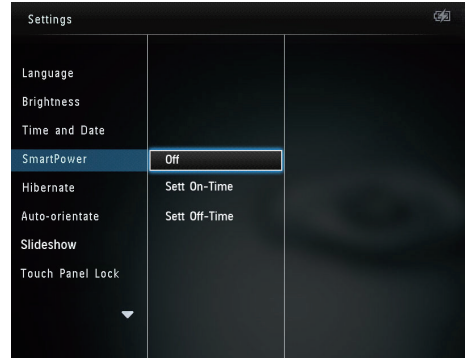 Settings
Language
Brightness
Time and Date
SmartPower
Off
Hibernate
Sett On-Time
Auto-orientate
Sett Off-Time
Slideshow
Touch Panel Lock